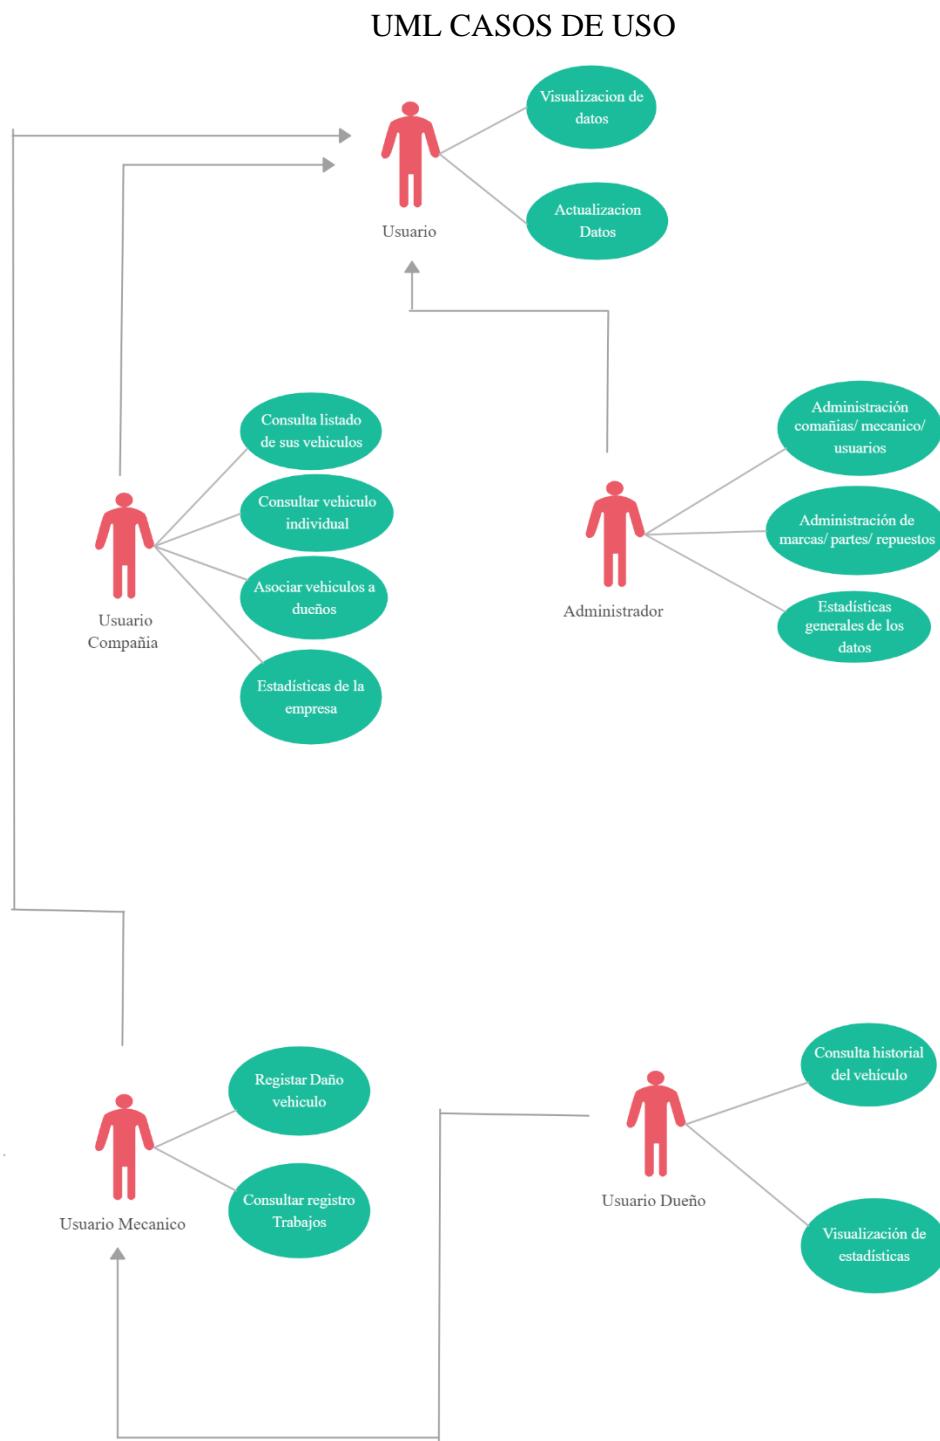 UML CASOS DE USO
Visualizacion de
datos
Actualizacion
Datos
Usuario
Consulta listado
de sus vehiculos
Consultar vehiculo
individual
Asociar vehiculos a
dueños
Estadísticas de la
empresa
Usuario
Compañia
Administración
comañias/ mecanico/
usuarios
Administración de
marcas/ partes/ repuestos
Estadísticas
generales de los
datos
Administrador
Registar Daño
vehiculo
Consultar registro
Trabajos
Usuario Mecanico
Consulta historial
del vehículo
Visualización de
estadísticas
Usuario Dueño